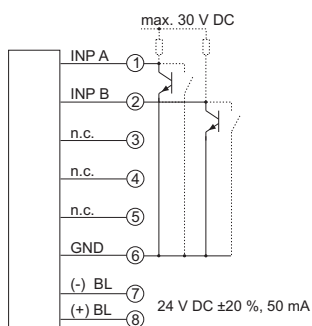 max. 30 V DC
INP A
1
INP B
2
n.c.
3
n.c.
4
n.c.
5
GND
6
(-) BL
7
24 V DC ±20 %, 50 mA
(+) BL
8